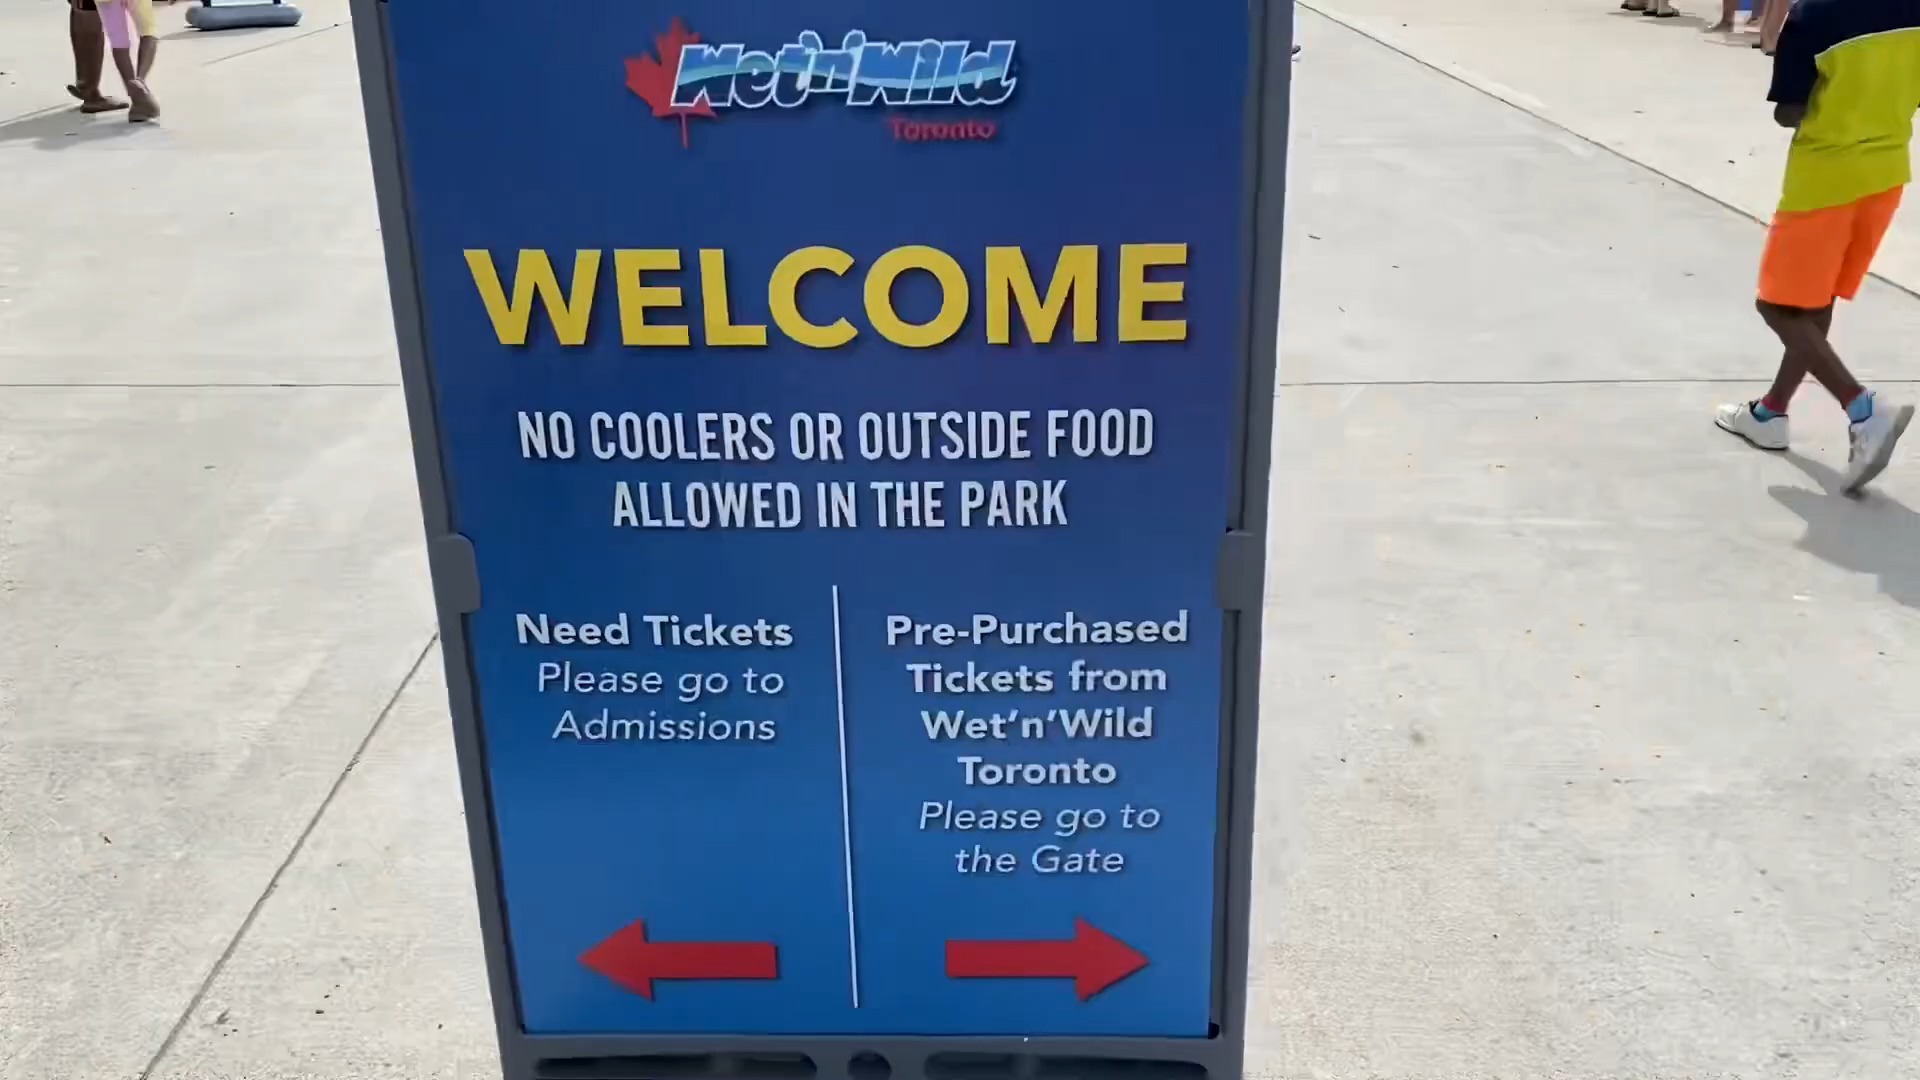 Wet'n'Wild
Toronto
WELCOME
NO COOLERS OR OUTSIDE FOOD
ALLOWED IN THE PARK
Need Tickets
Please go to
Admissions
Pre-Purchased
Tickets from
Wet'n'Wild
Toronto
Please go to
the Gate